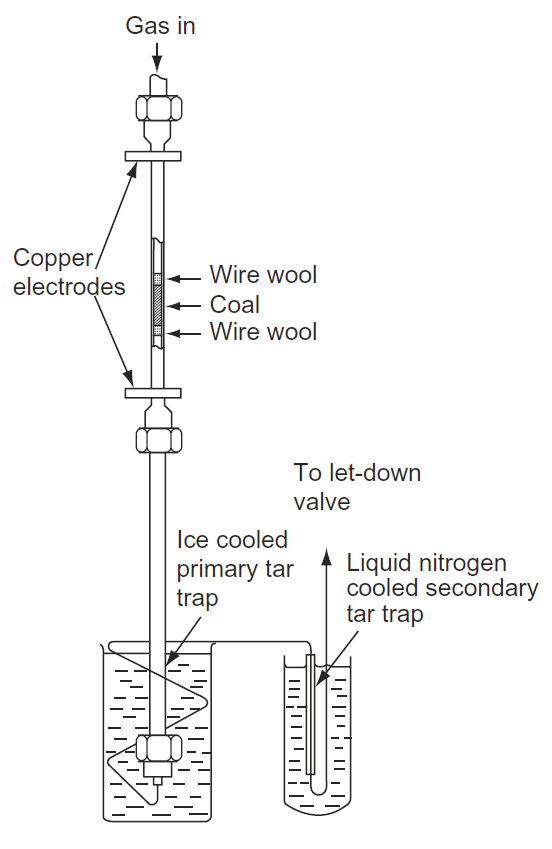 Gas in
Copper
electrodes
Wire wool
Coal
Wire wool
To let-down
valve
Ice cooled
primary tar
trap
Liquid nitrogen
cooled secondary
tar trap